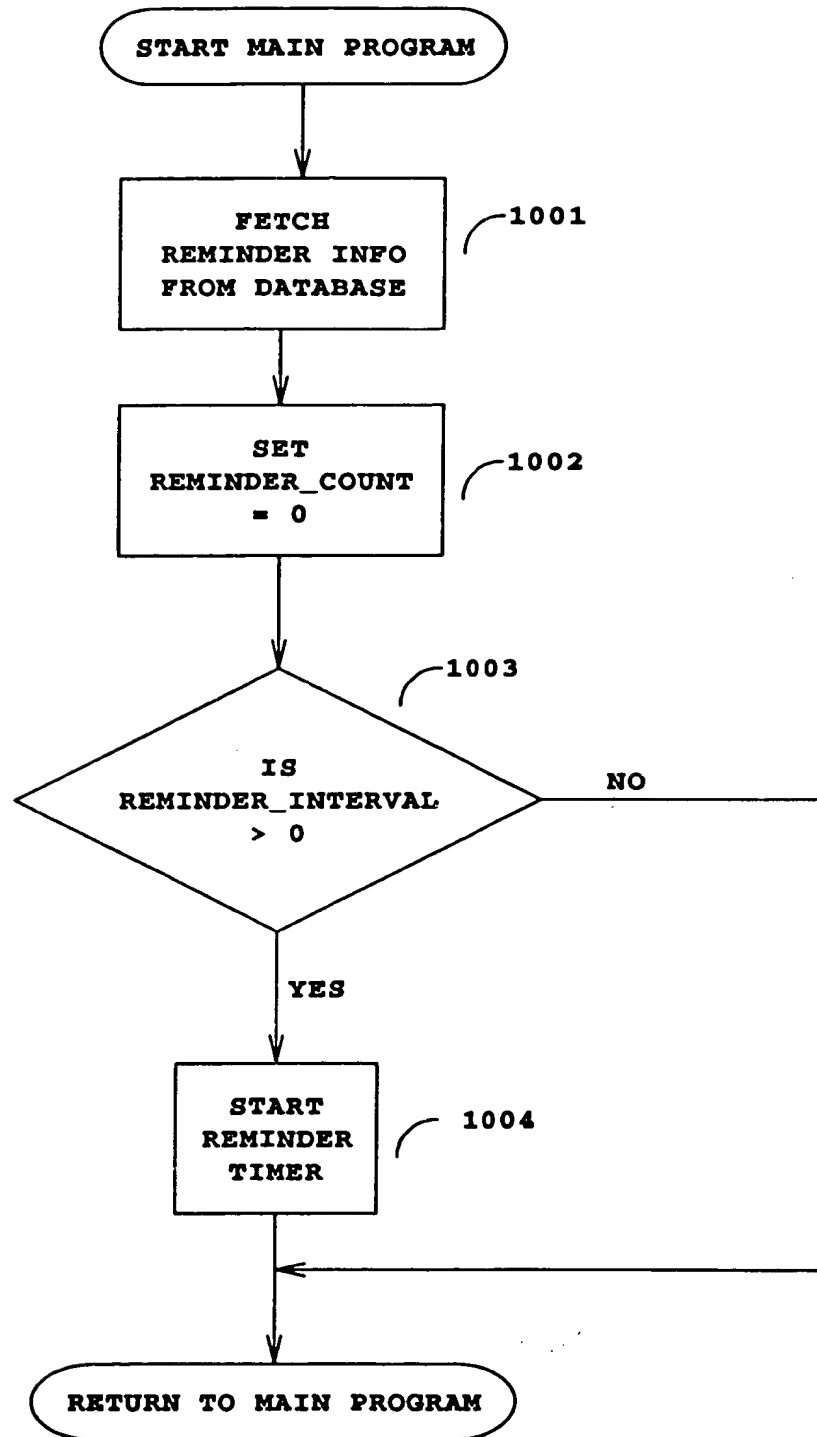 START MAIN PROGRAM
FETCH
REMINDER INFO
FROM DATABASE
1001
SET
REMINDER_COUNT
= 0
1002
1003
IS
REMINDER_INTERVAL
> 0
NO
YES
START
REMINDER
TIMER
1004
RETURN TO MAIN PROGRAM